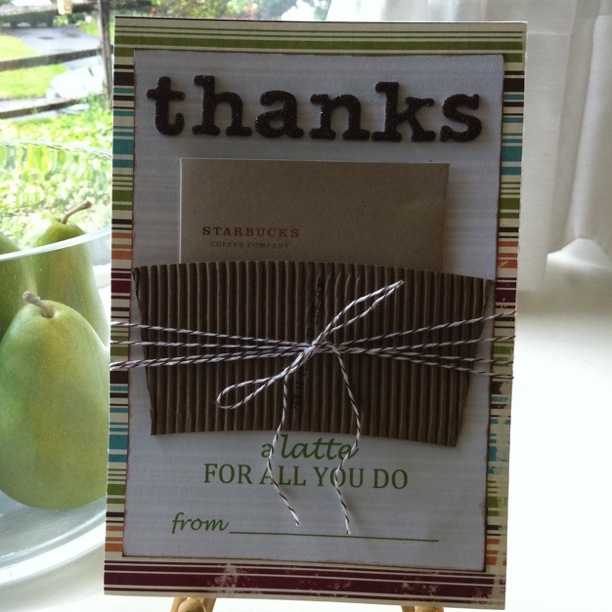 thanks
STARBUCKS
COFFEE COMPANY
a latte
FOR ALL YOU DO
from